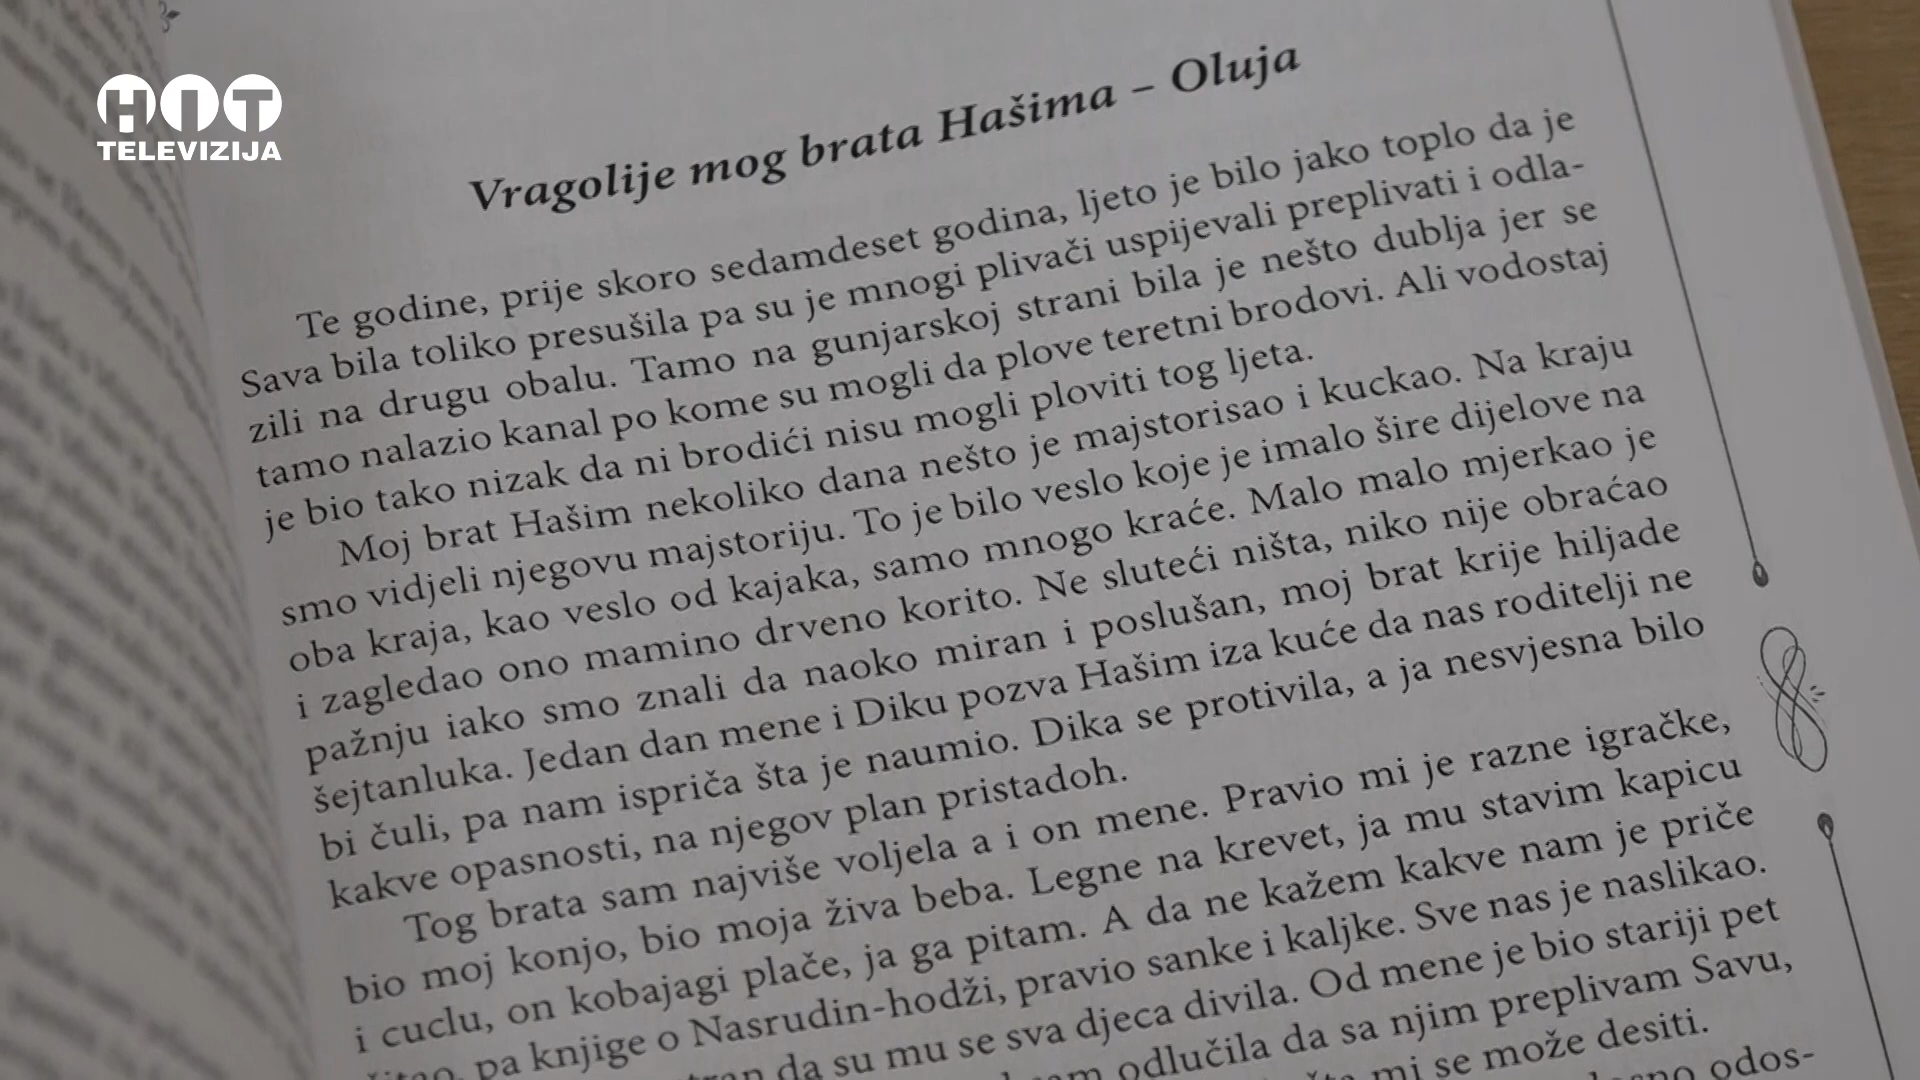 HIT
TELEVIZIJA
Vragolije mog brata Hašima – Oluja
Te godine, prije skoro sedamdeset godina, ljeto je bilo jako toplo da je
Sava bila toliko presušila pa su je mnogi plivači uspijevali preplivati i odla-
zili na drugu obalu. Tamo na gunjarskoj strani bila je nešto dublja jer se
tamo nalazio kanal po kome su mogli da plove teretni brodovi. Ali vodostaj
je bio tako nizak da ni brodići nisu mogli ploviti tog ljeta.
Moj brat Hašim nekoliko dana nešto je majstorisao i kuckao. Na kraju
smo vidjeli njegovu majstoriju. To je bilo veslo koje je imalo šire dijelove na
oba kraja, kao veslo od kajaka, samo mnogo kraće. Malo malo mjerkao je
i zagledao ono mamino drveno korito. Ne sluteći ništa, niko nije obraćao
pažnju iako smo znali da naoko miran i poslušan, moj brat krije hiljade
šejtanluka. Jedan dan mene i Diku pozva Hašim iza kuće da nas roditelji ne
bi čuli, pa nam ispriča šta je naumio. Dika se protivila, a ja nesvjesna bilo
kakve opasnosti, na njegov plan pristadoh.
Tog brata sam najviše voljela a i on mene. Pravio mi je razne igračke,
bio moj konjo, bio moja živa beba. Legne na krevet, ja mu stavim kapicu
i cuclu, on kobajagi plače, ja ga pitam. A da ne kažem kakve nam je priče
pa knjige o Nasrudin-hodži, pravio sanke i kaljke. Sve nas je naslikao.
da su mu se sva djeca divila. Od mene je bio stariji pet
odlučila da sa njim preplivam Savu,
mi se može desiti.
odos-